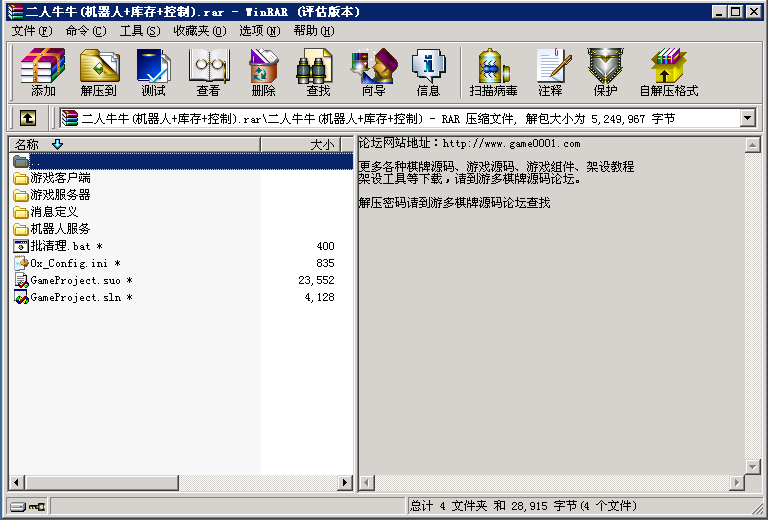 二人牛牛(机器人+库存+控制).rar - WinRAR (评估版本)
文件(F) 命令(C) 工具(S) 收藏夹(O) 选项(N) 帮助(H)
添加 解压到 测试 查看 删除 查找 向导 信息 扫描病毒 注释 保护 自解压格式
二人牛牛(机器人+库存+控制).rar\二人牛牛(机器人+库存+控制) - RAR 压缩文件, 解包大小为 5,249,967 字节
名称 大小
..
游戏客户端
游戏服务器
消息定义
机器人服务
批清理.bat * 400
Ox_Config.ini * 835
GameProject.suo * 23,552
GameProject.sln * 4,128
论坛网站地址：http://www.game0001.com
更多各种棋牌源码、游戏源码、游戏组件、架设教程
架设工具等下载，请到游多棋牌源码论坛。
解压密码请到游多棋牌源码论坛查找
总计 4 文件夹 和 28,915 字节(4 个文件)